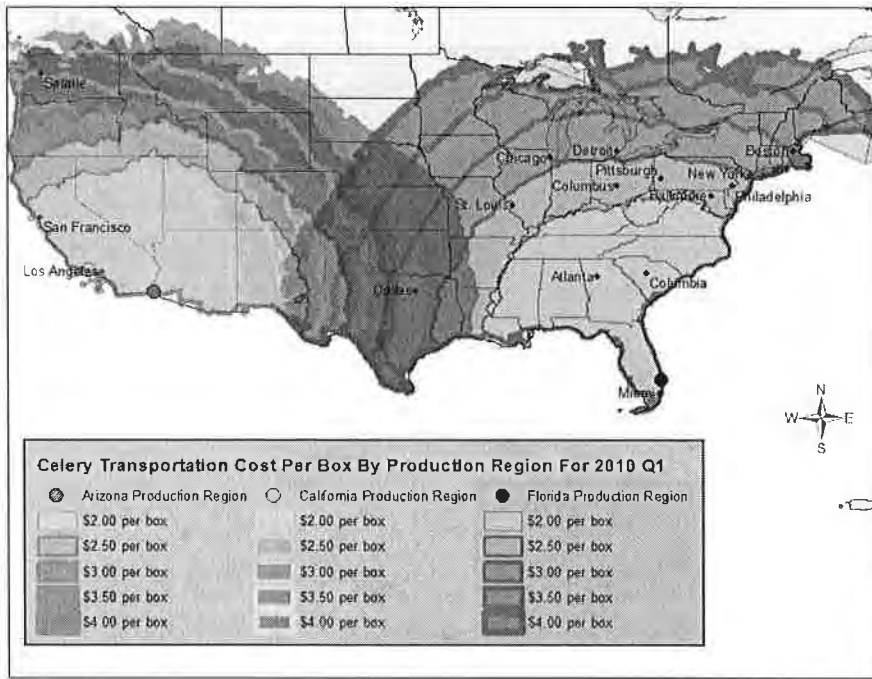 Seattle
Boston
Detroit
Chicago
Pittsburgh
New York
Columbus
Baltimore
Philadelphia
St. Louis
San Francisco
Los Angeles
Atlanta
Columbia
Dallas
Miami
N
W E
S
Celery Transportation Cost Per Box By Production Region For 2010 Q1
Arizona Production Region Calfornia Production Region Florida Production Region
$2.00 per box $2.00 per box $2.00 per box
$2.50 per box $2.50 per box $2.50 per box
$3.00 per box $3.00 per box $3.00 per box
$3.50 per box $3.50 per box $3.50 per box
$4.00 per box $4.00 per box $4.00 per box